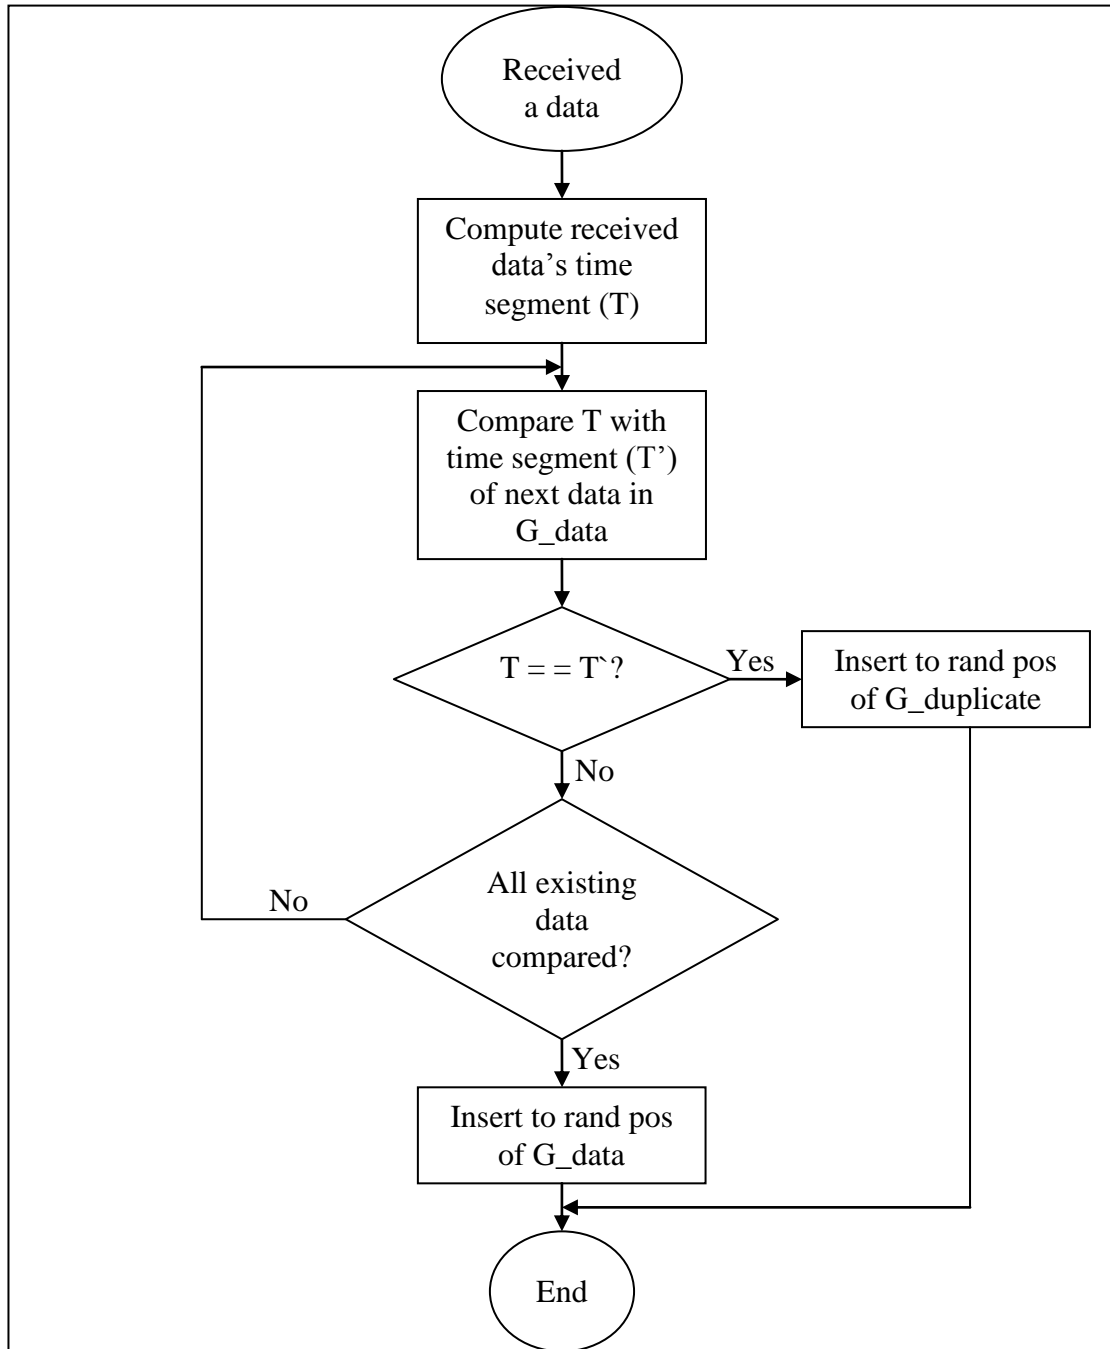 Received
a data
Compute received
data’s time
segment (T)
Compare T with
time segment (T’)
of next data in
G_data
T = = T`?
Yes
Insert to rand pos
of G_duplicate
No
All existing
data
compared?
No
Yes
Insert to rand pos
of G_data
End